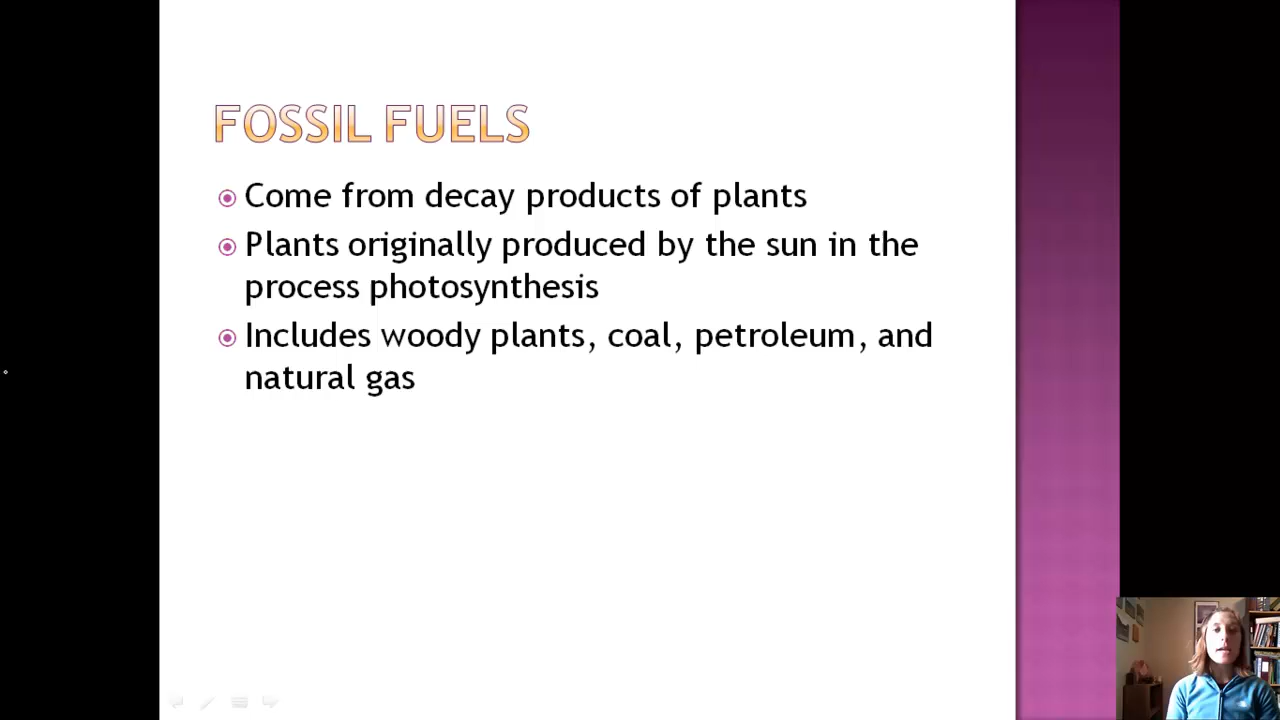 FOSSIL FUELS
Come from decay products of plants
Plants originally produced by the sun in the
process photosynthesis
Includes woody plants, coal, petroleum, and
natural gas